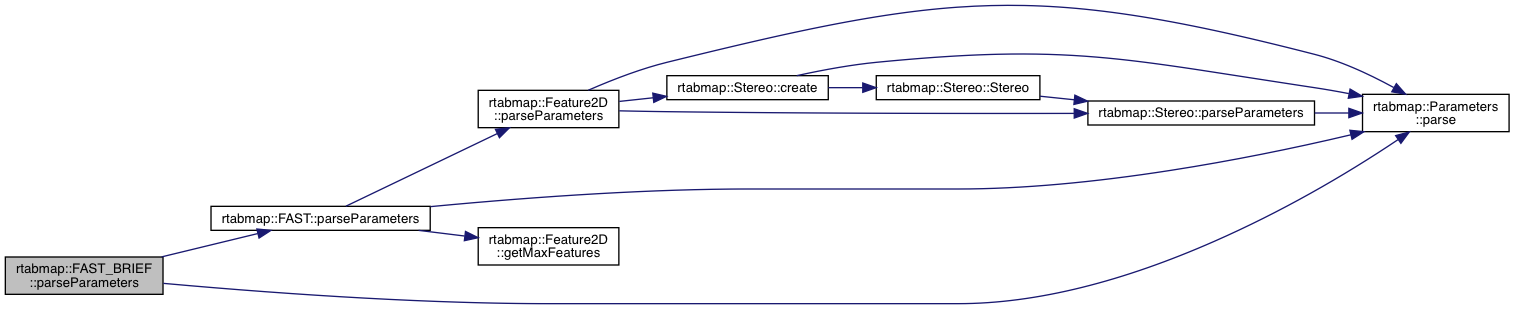 rtabmap::FAST_BRIEF
::parseParameters
rtabmap::FAST::parseParameters
rtabmap::Feature2D
::parseParameters
rtabmap::Stereo::create
rtabmap::Stereo::Stereo
rtabmap::Stereo::parseParameters
rtabmap::Parameters
::parse
rtabmap::Feature2D
::getMaxFeatures